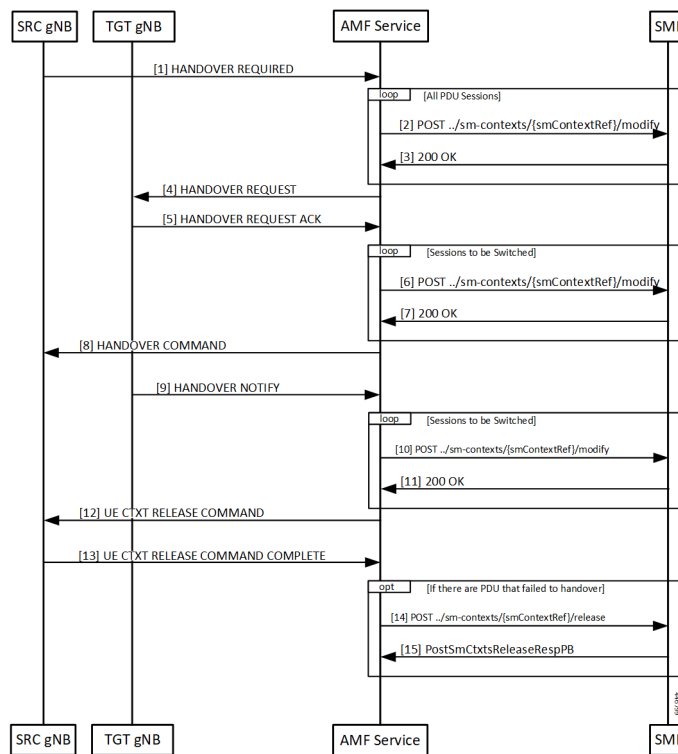 SRC gNB TGT gNB AMF Service
[1] HANDOVER REQUIRED
loop [All PDU Sessions]
[2] POST ../sm-contexts/{smContextRef}/modify
[3] 200 OK
[4] HANDOVER REQUEST
[5] HANDOVER REQUEST ACK
loop [Sessions to be Switched]
[6] POST ../sm-contexts/{smContextRef}/modify
[7] 200 OK
[8] HANDOVER COMMAND
[9] HANDOVER NOTIFY
loop [Sessions to be Switched]
[10] POST ../sm-contexts/{smContextRef}/modify
[11] 200 OK
[12] UE CTXT RELEASE COMMAND
[13] UE CTXT RELEASE COMMAND COMPLETE
opt [If there are PDU that failed to handover]
[14] POST ../sm-contexts/{smContextRef}/release
[15] PostSmCtxtsReleaseRespPB
SRC gNB TGT gNB AMF Service